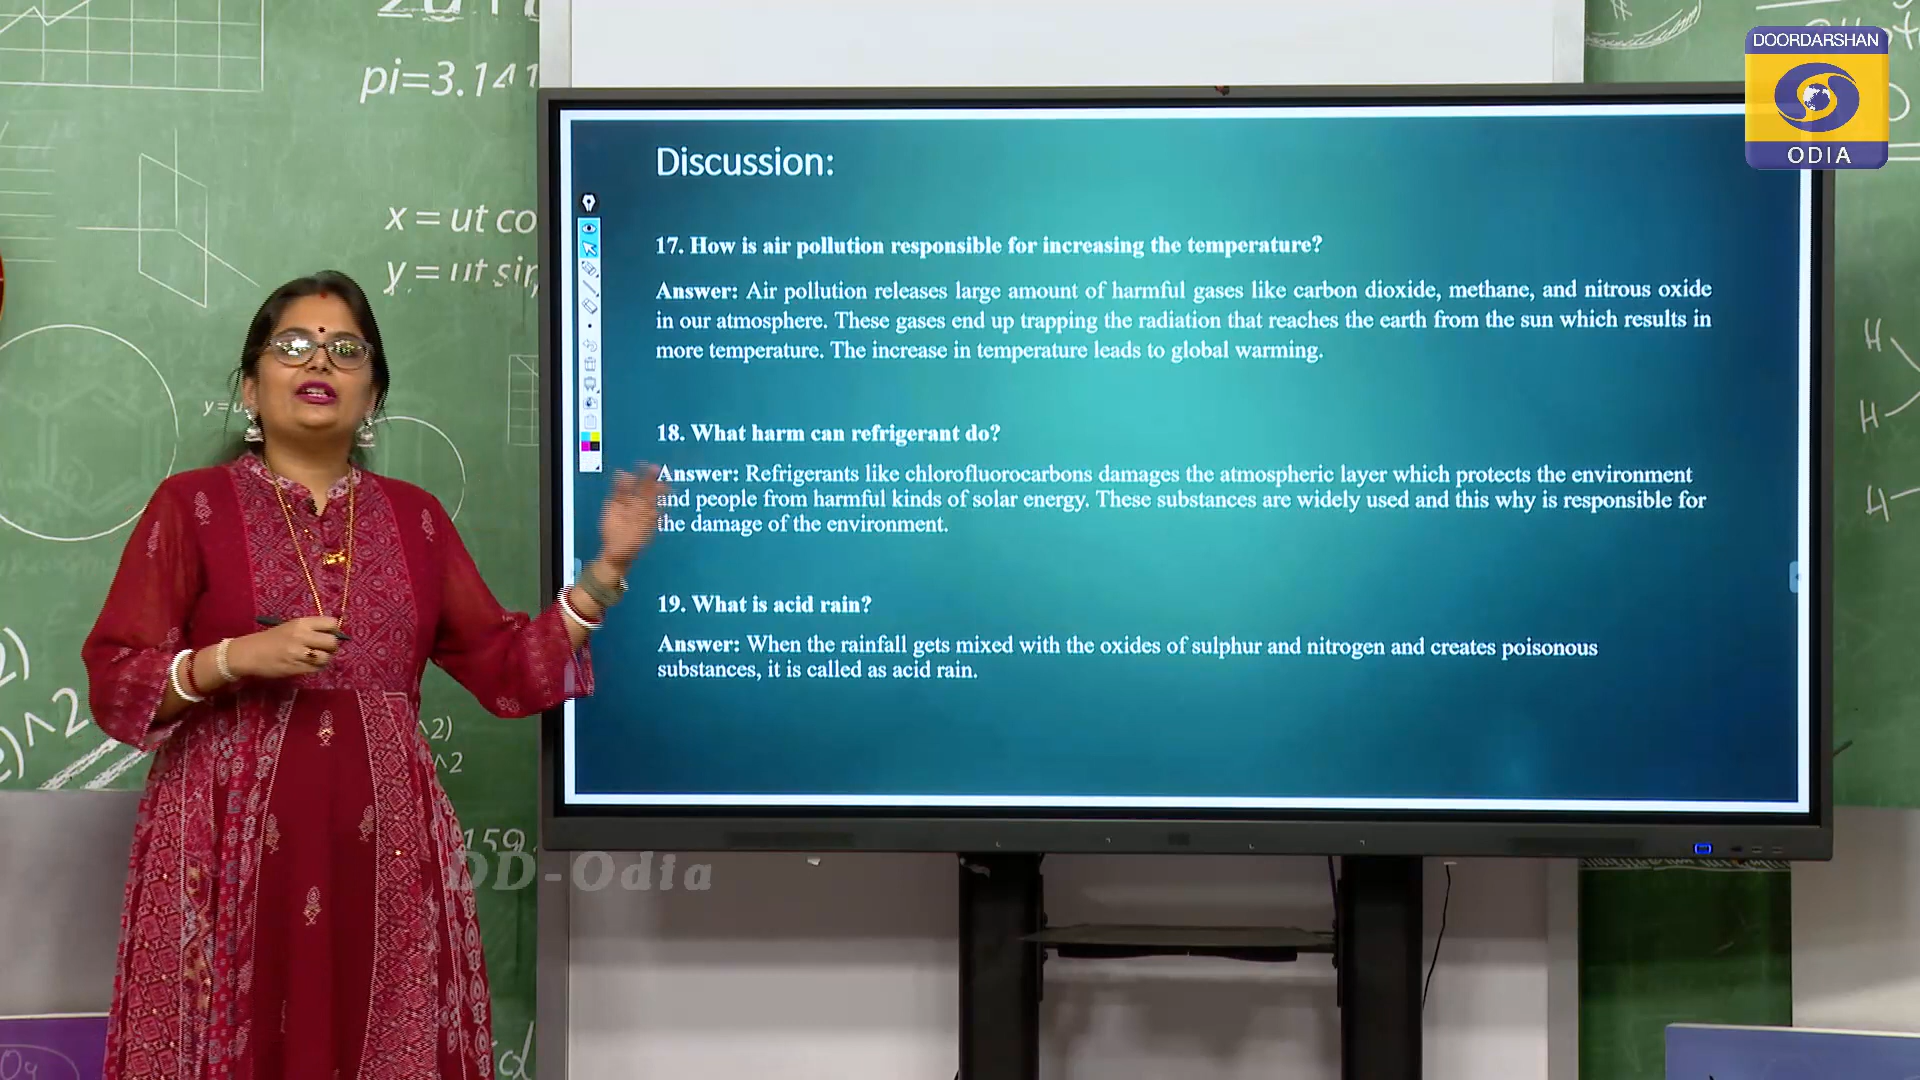 pi=3.141
x = ut co
y = ut sin
y = u
DOORDARSHAN
ODIA
Discussion:
17. How is air pollution responsible for increasing the temperature?
Answer: Air pollution releases large amount of harmful gases like carbon dioxide, methane, and nitrous oxide
in our atmosphere. These gases end up trapping the radiation that reaches the earth from the sun which results in
more temperature. The increase in temperature leads to global warming.
18. What harm can refrigerant do?
Answer: Refrigerants like chlorofluorocarbons damages the atmospheric layer which protects the environment
and people from harmful kinds of solar energy. These substances are widely used and this why is responsible for
the damage of the environment.
19. What is acid rain?
Answer: When the rainfall gets mixed with the oxides of sulphur and nitrogen and creates poisonous
substances, it is called as acid rain.
H
H
2)
^2
^2)
^2
159
DD-Odia